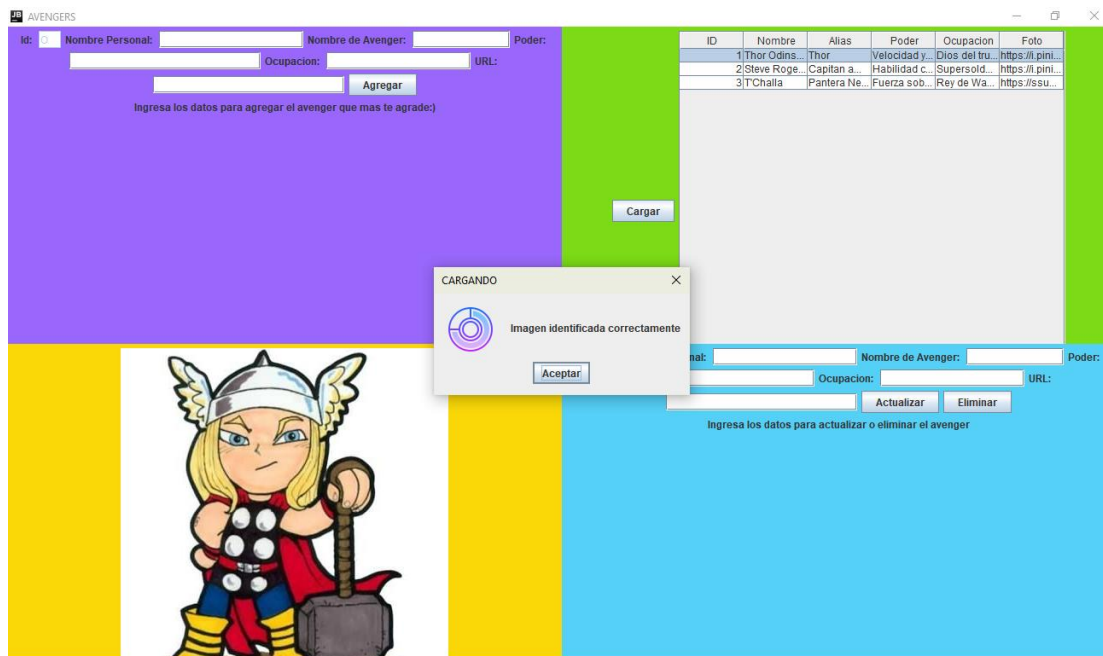 JB AVENGERS
Id: 0 Nombre Personal: Nombre de Avenger: Poder:
Ocupacion: URL:
Agregar
Ingresa los datos para agregar el avenger que mas te agrade:)
ID Nombre Alias Poder Ocupacion Foto
1 Thor Odins... Thor Velocidad y... Dios del tru... https://i.pini...
2 Steve Roge... Capitan a... Habilidad c... Supersold... https://i.pini...
3 T'Challa Pantera Ne... Fuerza sob... Rey de Wa... https://ssu...
Cargar
CARGANDO
Imagen identificada correctamente
Aceptar
nal: Nombre de Avenger: Poder:
Ocupacion: URL:
Actualizar Eliminar
Ingresa los datos para actualizar o eliminar el avenger